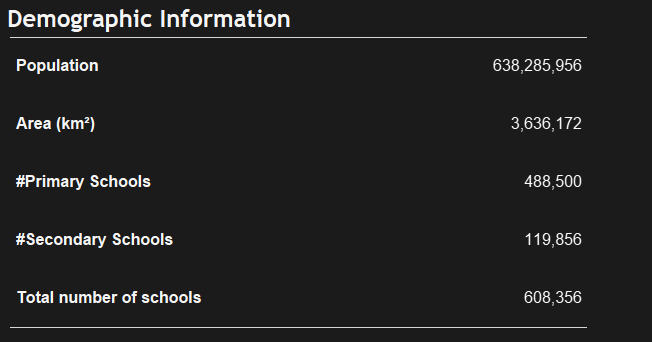 Demographic Information
Population 638,285,956
Area (km²) 3,636,172
#Primary Schools 488,500
#Secondary Schools 119,856
Total number of schools 608,356